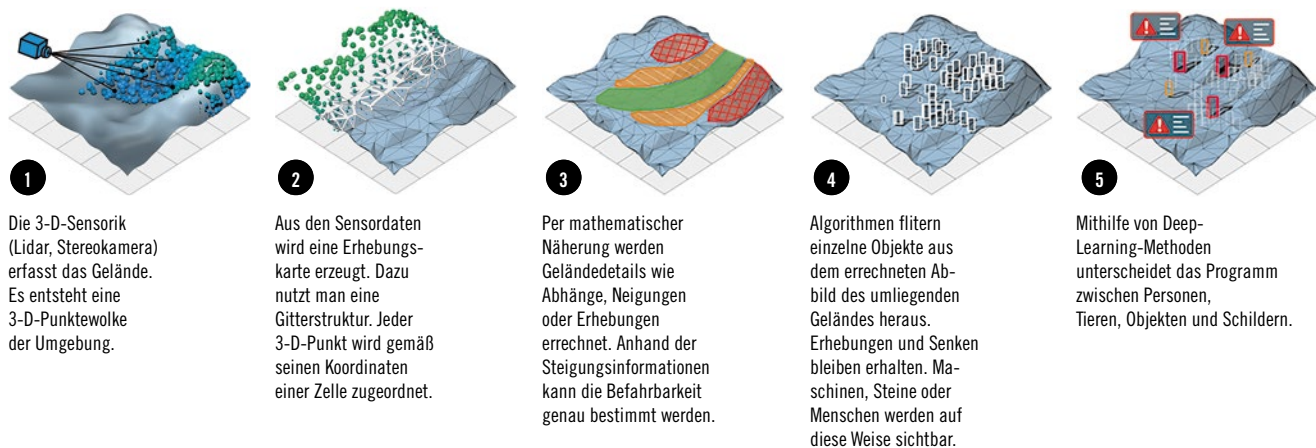 1
Die 3-D-Sensorik
(Lidar, Stereokamera)
erfasst das Gelände.
Es entsteht eine
3-D-Punktewolke
der Umgebung.
2
Aus den Sensordaten
wird eine Erhebungs-
karte erzeugt. Dazu
nutzt man eine
Gitterstruktur. Jeder
3-D-Punkt wird gemäß
seinen Koordinaten
einer Zelle zugeordnet.
3
Per mathematischer
Näherung werden
Geländedetails wie
Abhänge, Neigungen
oder Erhebungen
errechnet. Anhand der
Steigungsinformationen
kann die Befahrbarkeit
genau bestimmt werden.
4
Algorithmen flitern
einzelne Objekte aus
dem errechneten Ab-
bild des umliegenden
Geländes heraus.
Erhebungen und Senken
bleiben erhalten. Ma-
schinen, Steine oder
Menschen werden auf
diese Weise sichtbar.
5
Mithilfe von Deep-
Learning-Methoden
unterscheidet das Programm
zwischen Personen,
Tieren, Objekten und Schildern.